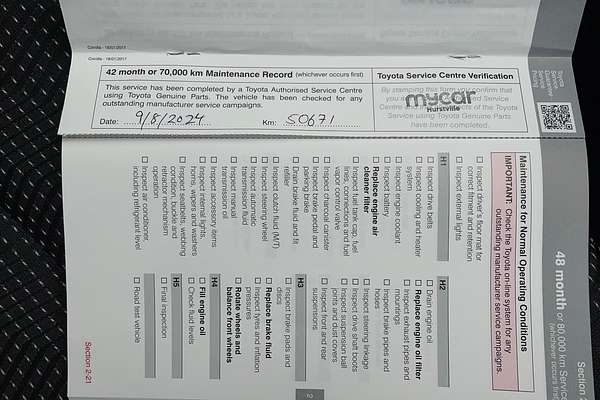 Corolla - 18/01/2017
Corolla - 18/01/2017
42 month or 70,000 km Maintenance Record (whichever occurs first)
This service has been completed by a Toyota Authorised Service Centre
using Toyota Genuine Parts. The vehicle has been checked for any
outstanding manufacturer service campaigns.
Date: 9/8/2024 Km: 50671
Toyota Service Centre Verification
By stamping this form you confirm that
you Service
Centre and Toyota
Service using Toyota Genuine Parts
have been completed.
mycar
Hurstville
Toyota
Service
Section
48 month or 80,000 km Service
(whichever occurs first)
Maintenance for Normal Operating Conditions
IMPORTANT: Check the Toyota on-line system for any
outstanding manufacturer service campaigns.
Inspect driver's floor mat for
correct fitment and retention
Inspect external lights
H1
Inspect drive belts
Inspect cooling and heater
system
Inspect engine coolant
Inspect battery
Replace engine air
cleaner filter
Inspect fuel tank cap, fuel
lines, connections and fuel
vapor control valve
Inspect charcoal canister
Inspect brake pedal and
parking brake
Drain brake fluid and fit
refiller
Inspect clutch fluid (M/T)
Inspect steering wheel
Inspect automatic
transmission fluid
Inspect manual
transmission oil
Inspect accessory items
Inspect internal lights,
horns, wipers and washers
Inspect seatbelts, webbing
condition, buckle and
retractor mechanism
operation
Inspect air conditioner,
including refrigerant level
H2
Drain engine oil
Replace engine oil filter
Inspect exhaust pipes and
mountings
Inspect brake pipes and
hoses
Inspect steering linkage
Inspect drive shaft boots
Inspect suspension ball
joints and dust covers
Inspect front and rear
suspensions
H3
Inspect brake pads and
discs
Replace brake fluid
Inspect tyres and inflation
pressures
Rotate wheels and
balance front wheels
H4
Fill engine oil
Check fluid levels
H5
Final inspection
Road test vehicle
2
Section 2-21